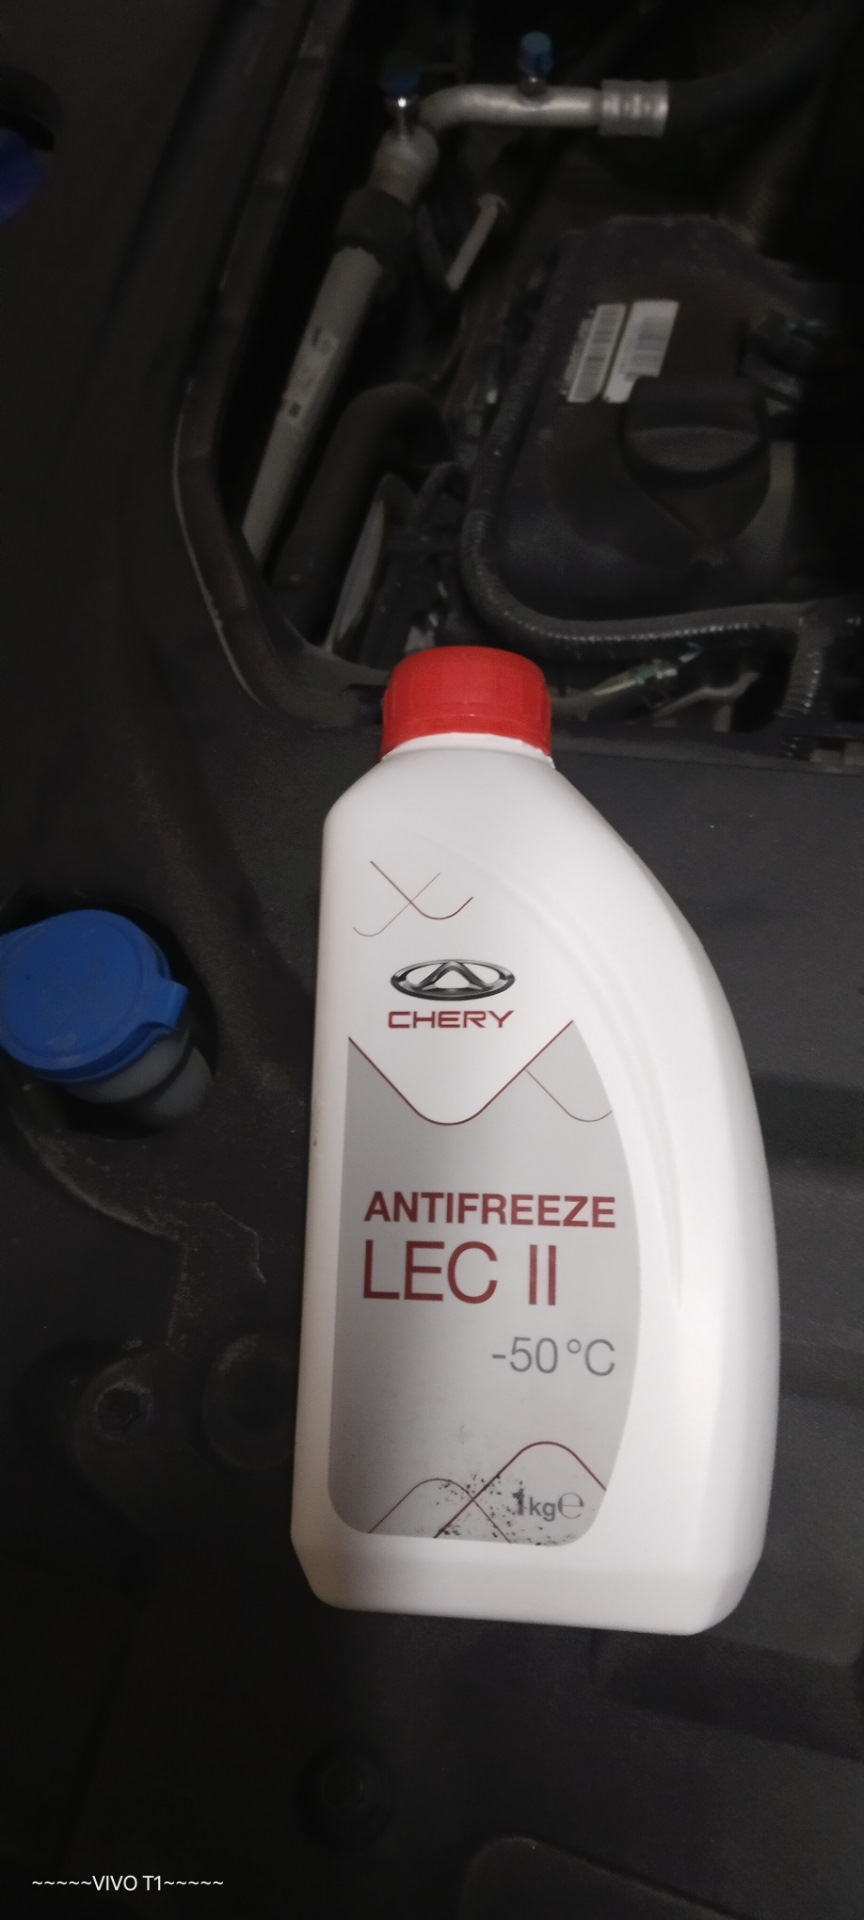 CHERY
ANTIFREEZE
LEC II
-50°C
1kg℮
~~~~~VIVO T1~~~~~